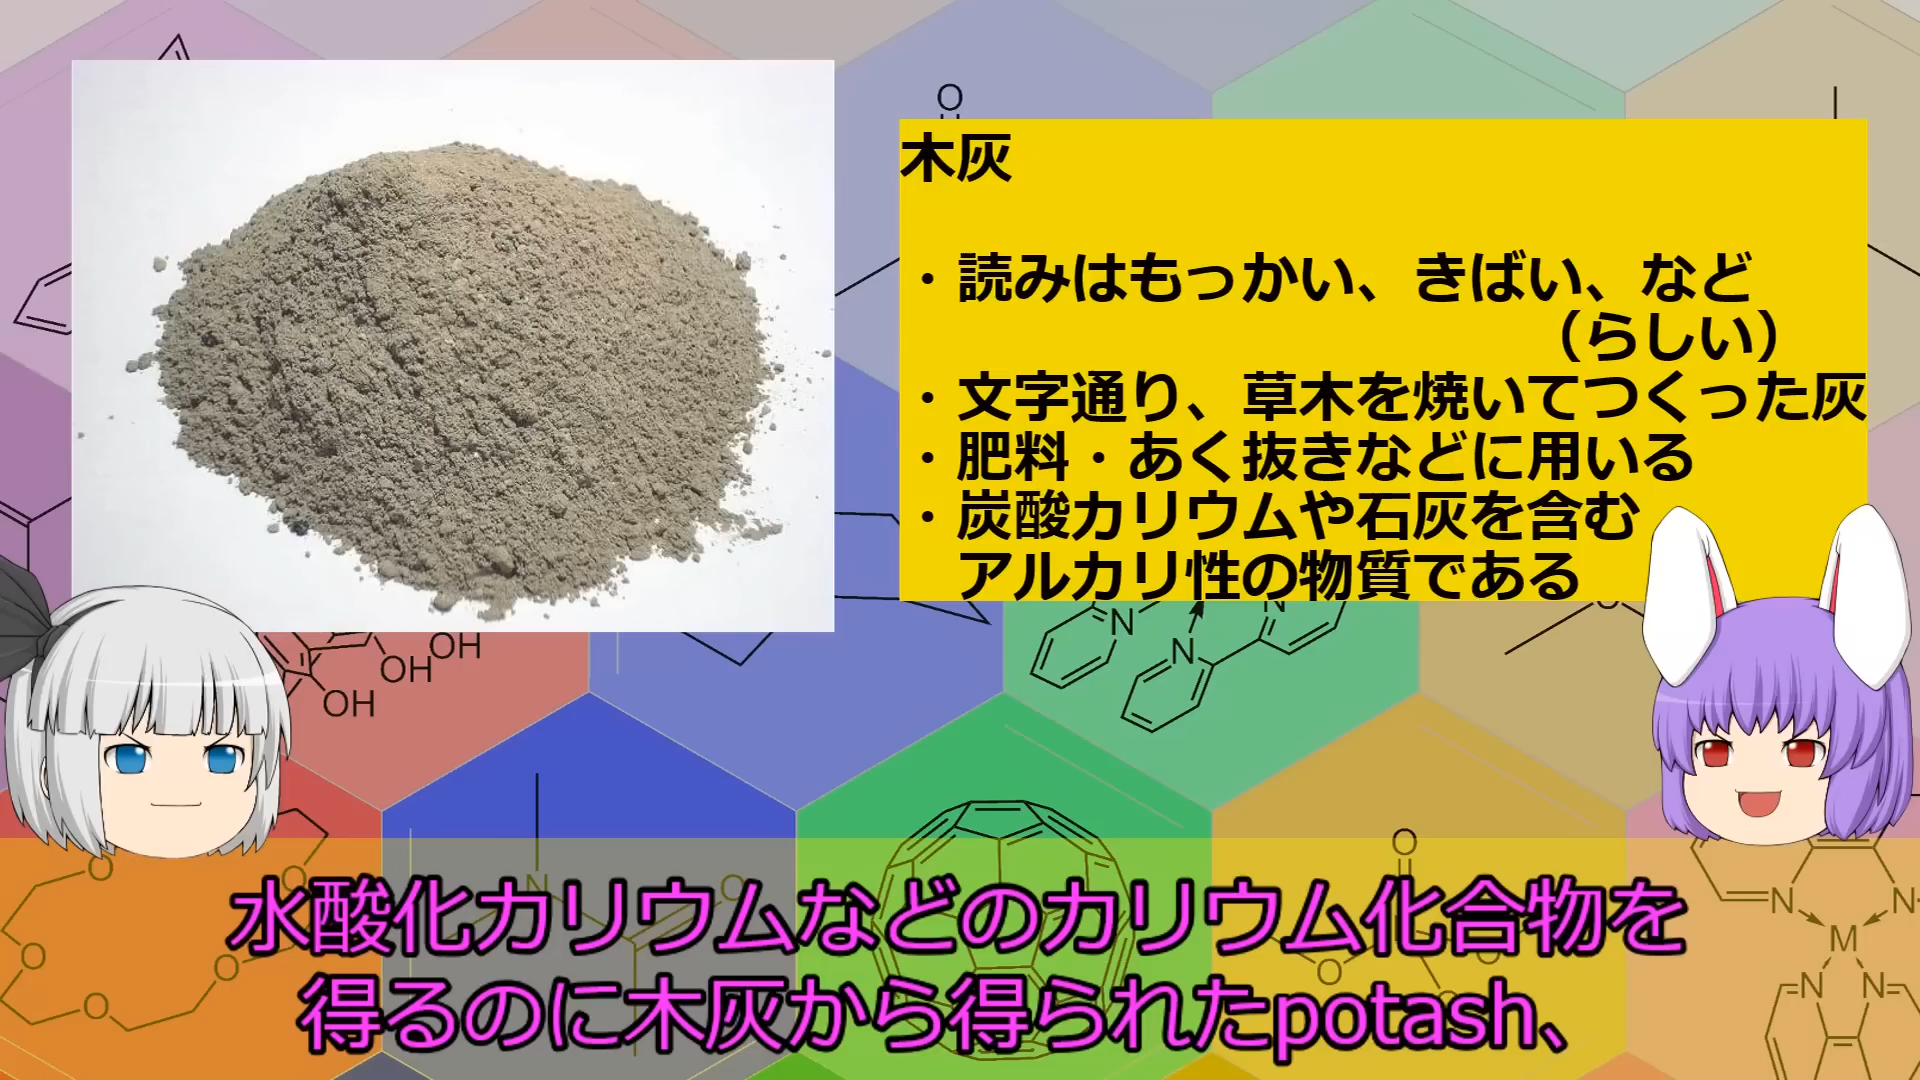 木灰
・読みはもっかい、きばい、など
（らしい）
・文字通り、草木を焼いてつくった灰
・肥料・あく抜きなどに用いる
・炭酸カリウムや石灰を含む
アルカリ性の物質である
O
H
N
N
N
O
OH
OH
OH
O
O
O
O
O
N
O
O
O
N
N
M
N
N
水酸化カリウムなどのカリウム化合物を
得るのに木灰から得られたpotash、